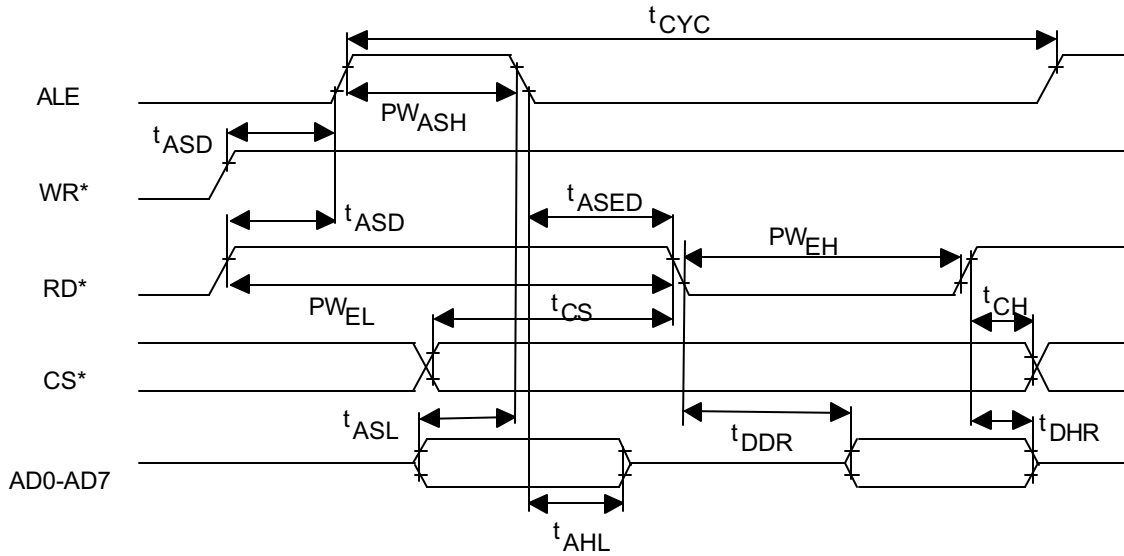 tCYC
ALE
PWASH
tASD
WR*
tASED
tASD
PWEH
RD*
PWEL
tCS
tCH
CS*
tASL
tDDR
tDHR
AD0-AD7
tAHL